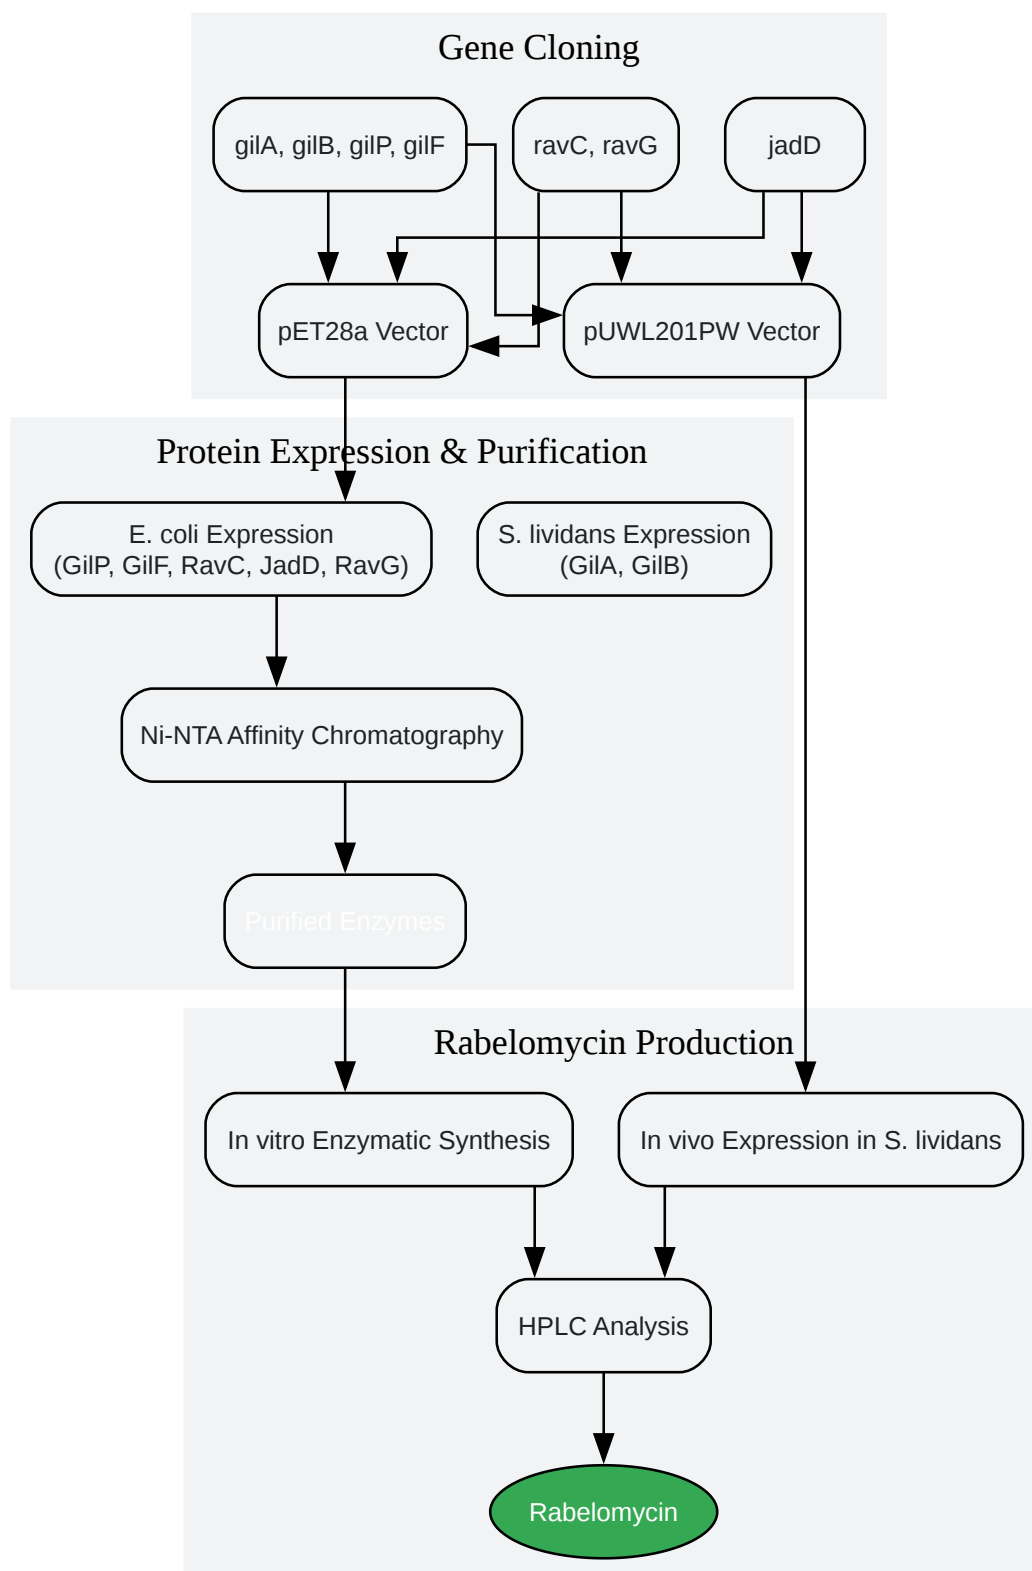 Gene Cloning
gilA, gilB, gilP, gilF
ravC, ravG
jadD
pET28a Vector
pUWL201PW Vector
Protein Expression & Purification
E. coli Expression
(GilP, GilF, RavC, JadD, RavG)
S. lividans Expression
(GilA, GilB)
Ni-NTA Affinity Chromatography
Purified Enzymes
Rabelomycin Production
In vitro Enzymatic Synthesis
In vivo Expression in S. lividans
HPLC Analysis
Rabelomycin